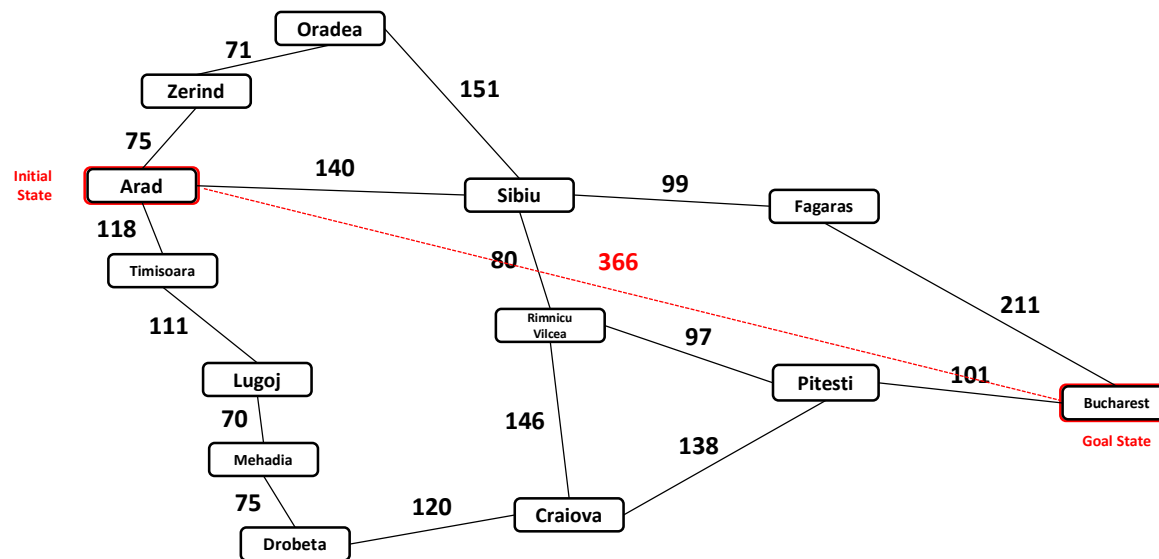 Oradea
71
Zerind
151
75
140
99
Initial
State
Arad
Sibiu
Fagaras
118
80
366
Timisoara
211
111
Rimnicu
Vilcea
97
Lugoj
Pitesti
101
Bucharest
70
146
138
Goal State
Mehadia
75
120
Craiova
Drobeta